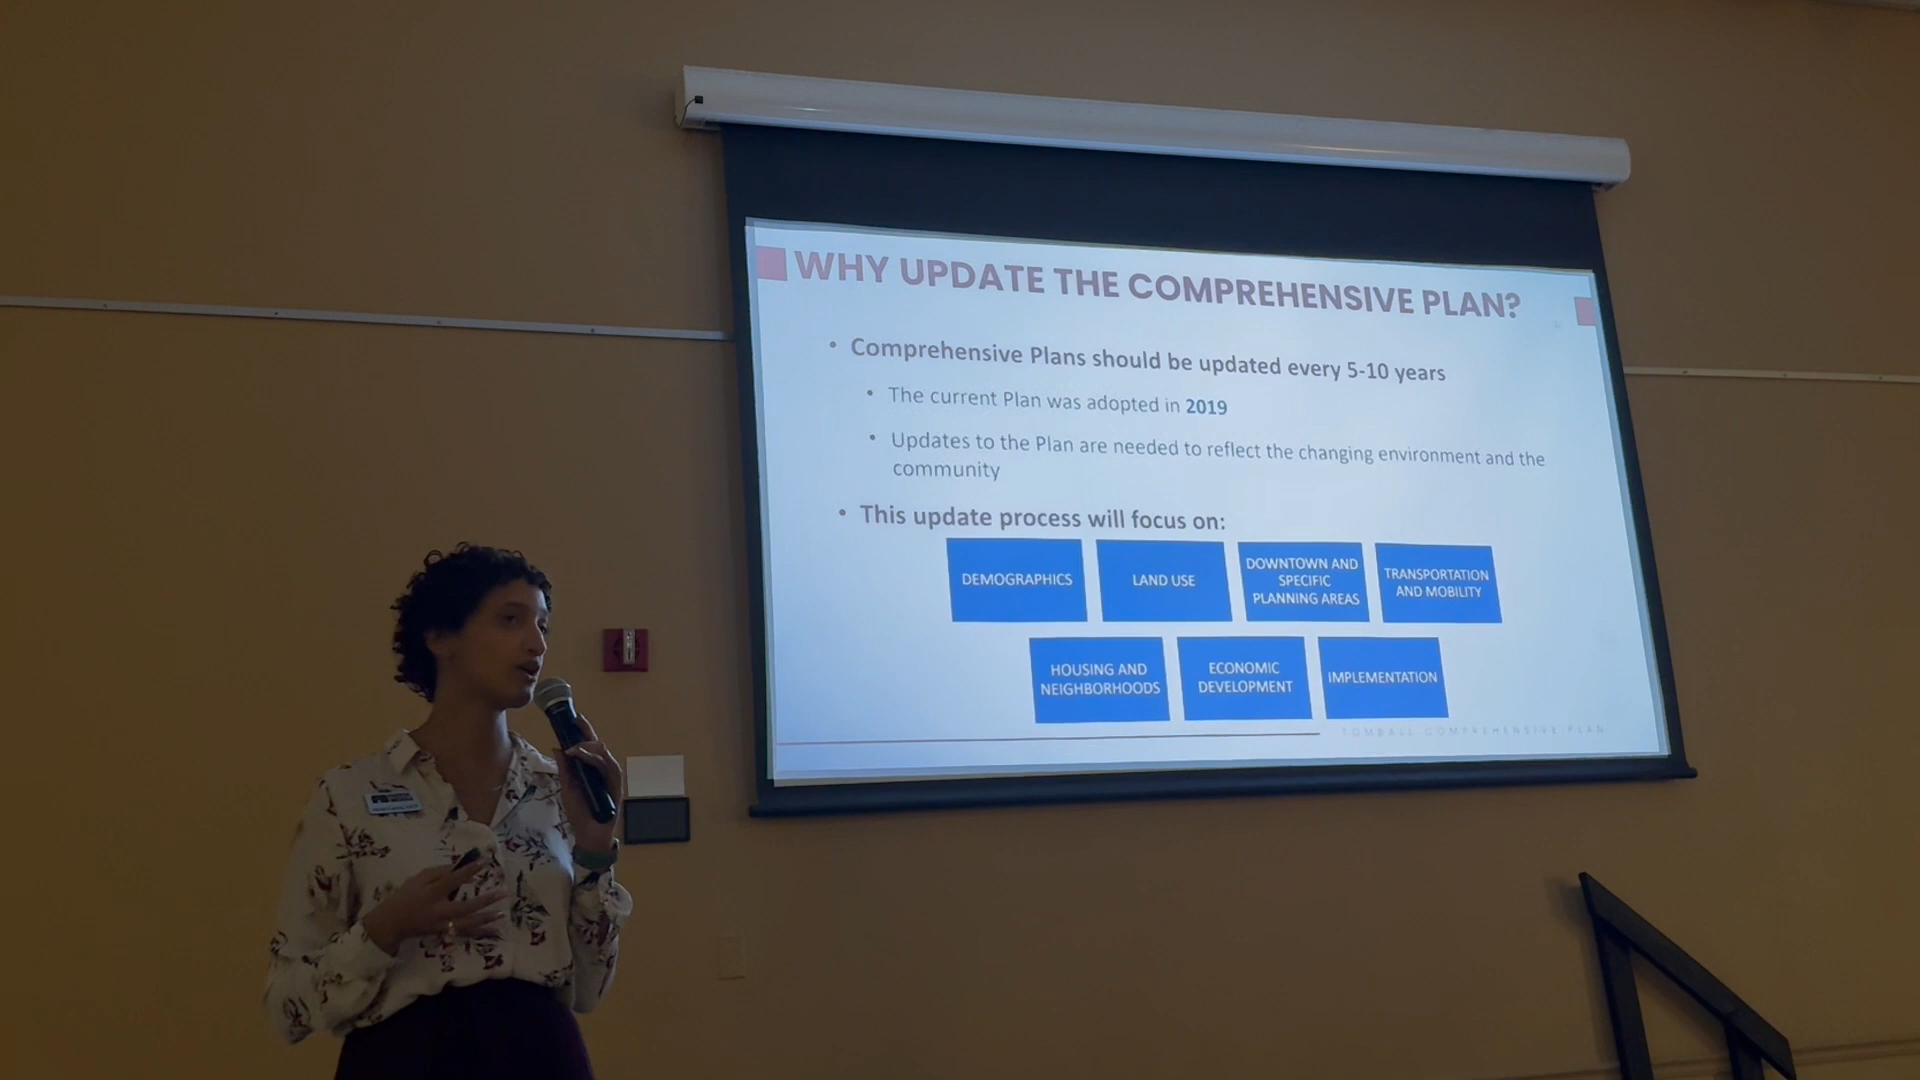 WHY UPDATE THE COMPREHENSIVE PLAN?
• Comprehensive Plans should be updated every 5-10 years
• The current Plan was adopted in 2019
• Updates to the Plan are needed to reflect the changing environment and the
community
• This update process will focus on:
DEMOGRAPHICS
LAND USE
DOWNTOWN AND
SPECIFIC
PLANNING AREAS
TRANSPORTATION
AND MOBILITY
HOUSING AND
NEIGHBORHOODS
ECONOMIC
DEVELOPMENT
IMPLEMENTATION
TOMBALL COMPREHENSIVE PLAN